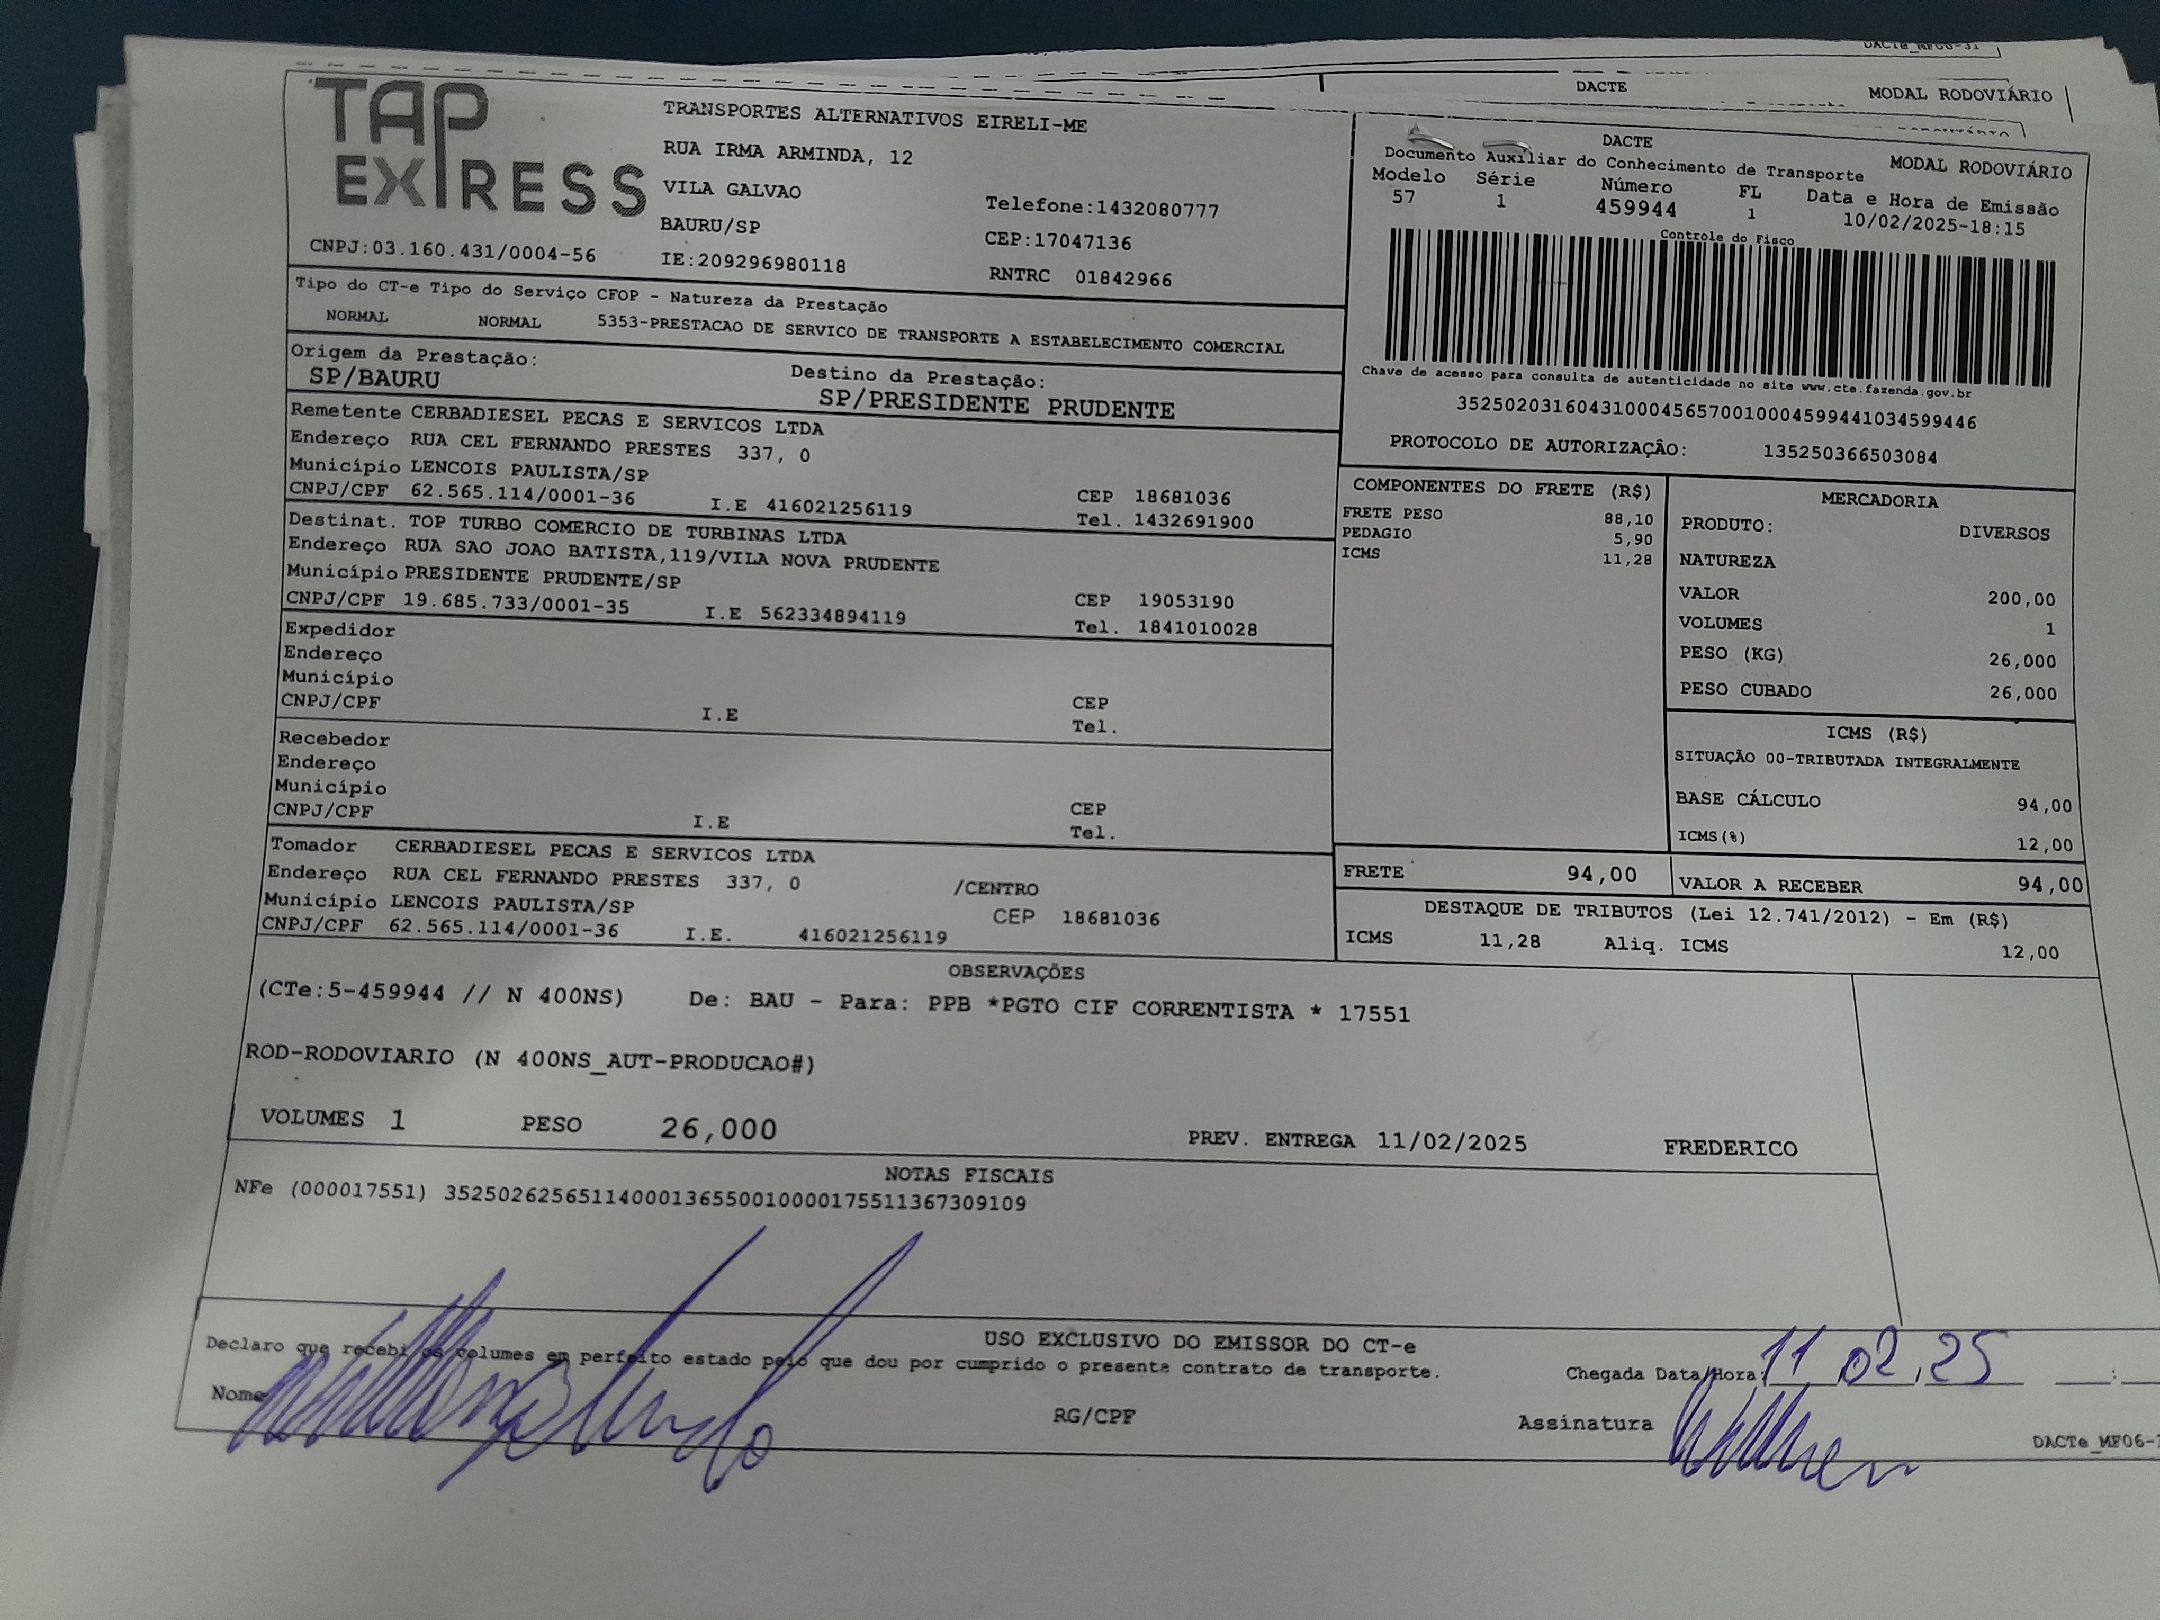 DACTe_MF06-31
DACTE
MODAL RODOVIÁRIO
TAP EXPRESS
TRANSPORTES ALTERNATIVOS EIRELI-ME
RUA IRMA ARMINDA, 12
VILA GALVAO
Telefone:1432080777
BAURU/SP
CEP:17047136
CNPJ:03.160.431/0004-56
IE:209296980118
RNTRC 01842966
DACTE
MODAL RODOVIÁRIO
Documento Auxiliar do Conhecimento de Transporte
Modelo Série Número FL Data e Hora de Emissão
57 1 459944 1 10/02/2025-18:15
Controle do Fisco
Chave de acesso para consulta de autenticidade no site www.cte.fazenda.gov.br
35250203160431000456570010004599441034599446
PROTOCOLO DE AUTORIZAÇÂO: 135250366503084
Tipo do CT-e Tipo do Serviço CFOP - Natureza da Prestação
NORMAL NORMAL 5353-PRESTACAO DE SERVICO DE TRANSPORTE A ESTABELECIMENTO COMERCIAL
Origem da Prestação: Destino da Prestação:
SP/BAURU SP/PRESIDENTE PRUDENTE
Remetente CERBADIESEL PECAS E SERVICOS LTDA
Endereço RUA CEL FERNANDO PRESTES 337, 0
Município LENCOIS PAULISTA/SP CEP 18681036
CNPJ/CPF 62.565.114/0001-36 I.E 416021256119 Tel. 1432691900
Destinat. TOP TURBO COMERCIO DE TURBINAS LTDA
Endereço RUA SAO JOAO BATISTA,119/VILA NOVA PRUDENTE
Município PRESIDENTE PRUDENTE/SP CEP 19053190
CNPJ/CPF 19.685.733/0001-35 I.E 562334894119 Tel. 1841010028
Expedidor
Endereço
Município CEP
CNPJ/CPF I.E Tel.
Recebedor
Endereço
Município CEP
CNPJ/CPF I.E Tel.
Tomador CERBADIESEL PECAS E SERVICOS LTDA
Endereço RUA CEL FERNANDO PRESTES 337, 0 /CENTRO
Município LENCOIS PAULISTA/SP CEP 18681036
CNPJ/CPF 62.565.114/0001-36 I.E. 416021256119
COMPONENTES DO FRETE (R$)
FRETE PESO 88,10
PEDAGIO 5,90
ICMS 11,28
MERCADORIA
PRODUTO: DIVERSOS
NATUREZA
VALOR 200,00
VOLUMES 1
PESO (KG) 26,000
PESO CUBADO 26,000
ICMS (R$)
SITUAÇÃO 00-TRIBUTADA INTEGRALMENTE
BASE CÁLCULO 94,00
ICMS(%) 12,00
FRETE 94,00 VALOR A RECEBER 94,00
DESTAQUE DE TRIBUTOS (Lei 12.741/2012) - Em (R$)
ICMS 11,28 Aliq. ICMS 12,00
OBSERVAÇÕES
(CTe:5-459944 // N 400NS) De: BAU - Para: PPB *PGTO CIF CORRENTISTA * 17551
ROD-RODOVIARIO (N 400NS_AUT-PRODUCAO#)
VOLUMES 1 PESO 26,000 PREV. ENTREGA 11/02/2025 FREDERICO
NOTAS FISCAIS
NFe (000017551) 35250262565114000136550010000175511367309109
USO EXCLUSIVO DO EMISSOR DO CT-e
Declaro que recebi os volumes em perfeito estado pelo que dou por cumprido o presente contrato de transporte.
Chegada Data/Hora: 11 02 25
Nome RG/CPF Assinatura
DACTe_MF06-